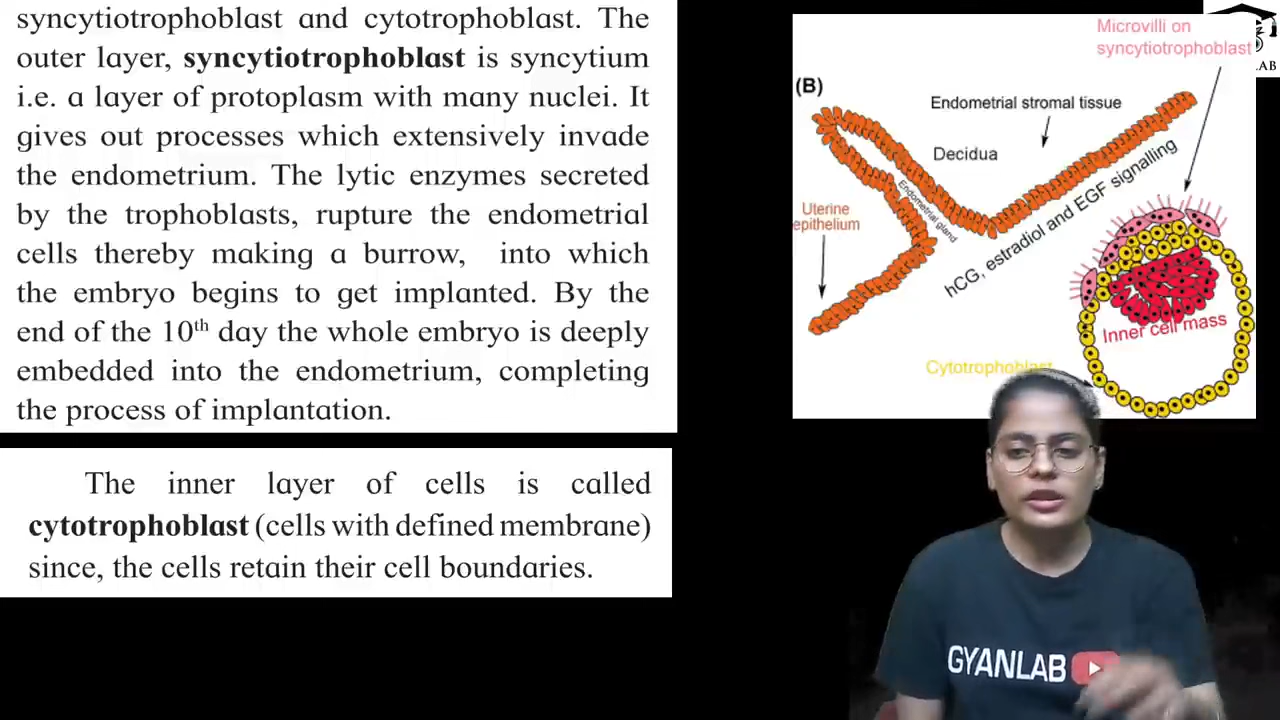 syncytiotrophoblast and cytotrophoblast. The
outer layer, syncytiotrophoblast is syncytium
i.e. a layer of protoplasm with many nuclei. It
gives out processes which extensively invade
the endometrium. The lytic enzymes secreted
by the trophoblasts, rupture the endometrial
cells thereby making a burrow, into which
the embryo begins to get implanted. By the
end of the 10th day the whole embryo is deeply
embedded into the endometrium, completing
the process of implantation.
The inner layer of cells is called
cytotrophoblast (cells with defined membrane)
since, the cells retain their cell boundaries.
Microvilli on
syncytiotrophoblast
LAB
(B)
Endometrial stromal tissue
Decidua
Endometrial gland
Uterine
epithelium
hCG, estradiol and EGF signalling
Inner cell mass
Cytotrophoblast
GYANLAB